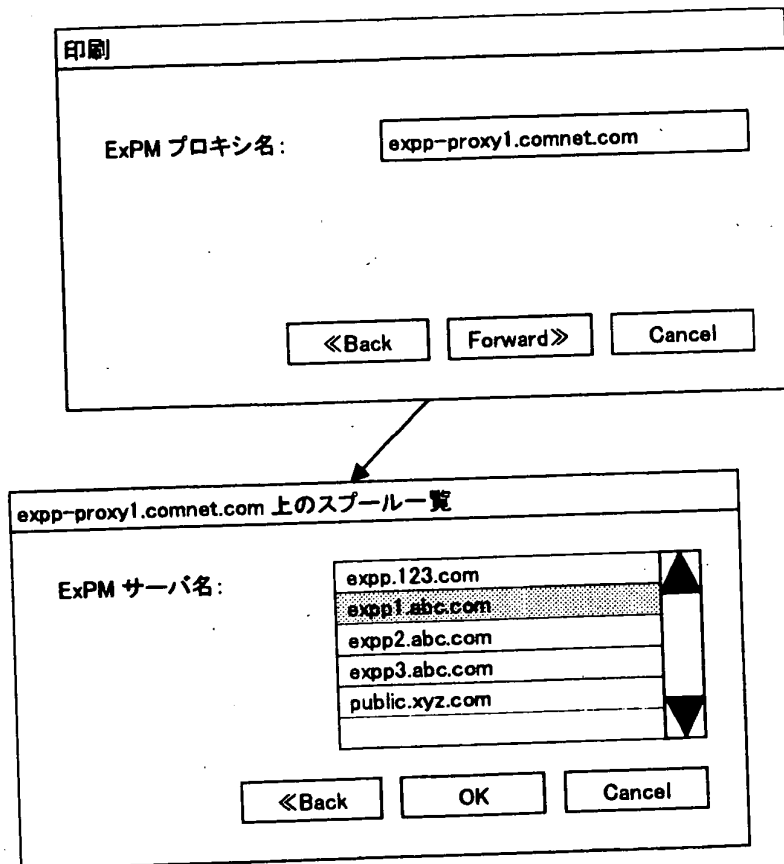 印刷
ExPM プロキシ名: expp-proxy1.comnet.com
≪Back Forward≫ Cancel
expp-proxy1.comnet.com 上のスプール一覧
ExPM サーバ名:
expp.123.com
expp1.abc.com
expp2.abc.com
expp3.abc.com
public.xyz.com
≪Back OK Cancel